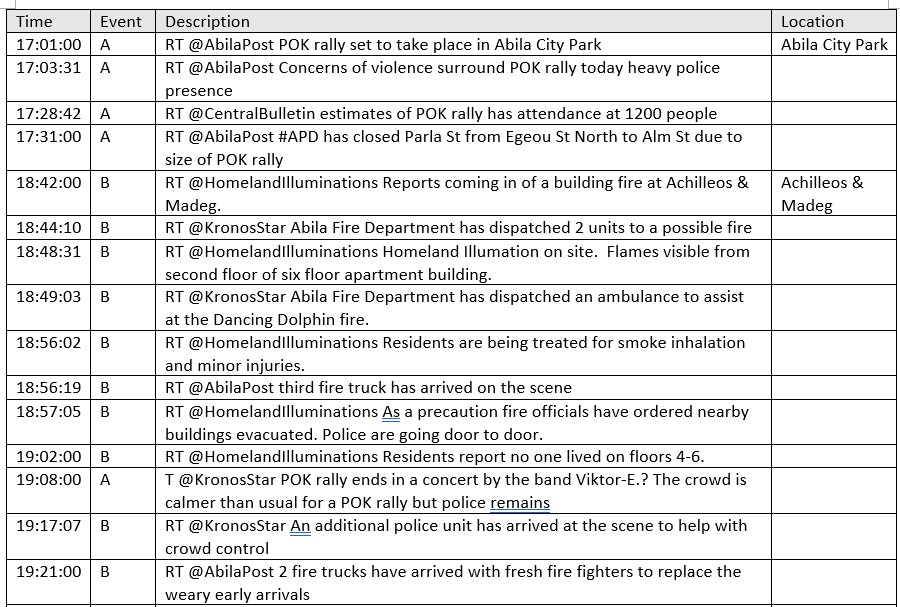 Time Event Description Location
17:01:00 A RT @AbilaPost POK rally set to take place in Abila City Park Abila City Park
17:03:31 A RT @AbilaPost Concerns of violence surround POK rally today heavy police
presence
17:28:42 A RT @CentralBulletin estimates of POK rally has attendance at 1200 people
17:31:00 A RT @AbilaPost #APD has closed Parla St from Egeou St North to Alm St due to
size of POK rally
18:42:00 B RT @HomelandIlluminations Reports coming in of a building fire at Achilleos & Achilleos &
Madeg. Madeg
18:44:10 B RT @KronosStar Abila Fire Department has dispatched 2 units to a possible fire
18:48:31 B RT @HomelandIlluminations Homeland Illumation on site.  Flames visible from
second floor of six floor apartment building.
18:49:03 B RT @KronosStar Abila Fire Department has dispatched an ambulance to assist
at the Dancing Dolphin fire.
18:56:02 B RT @HomelandIlluminations Residents are being treated for smoke inhalation
and minor injuries.
18:56:19 B RT @AbilaPost third fire truck has arrived on the scene
18:57:05 B RT @HomelandIlluminations As a precaution fire officials have ordered nearby
buildings evacuated. Police are going door to door.
19:02:00 B RT @HomelandIlluminations Residents report no one lived on floors 4-6.
19:08:00 A T @KronosStar POK rally ends in a concert by the band Viktor-E.? The crowd is
calmer than usual for a POK rally but police remains
19:17:07 B RT @KronosStar An additional police unit has arrived at the scene to help with
crowd control
19:21:00 B RT @AbilaPost 2 fire trucks have arrived with fresh fire fighters to replace the
weary early arrivals